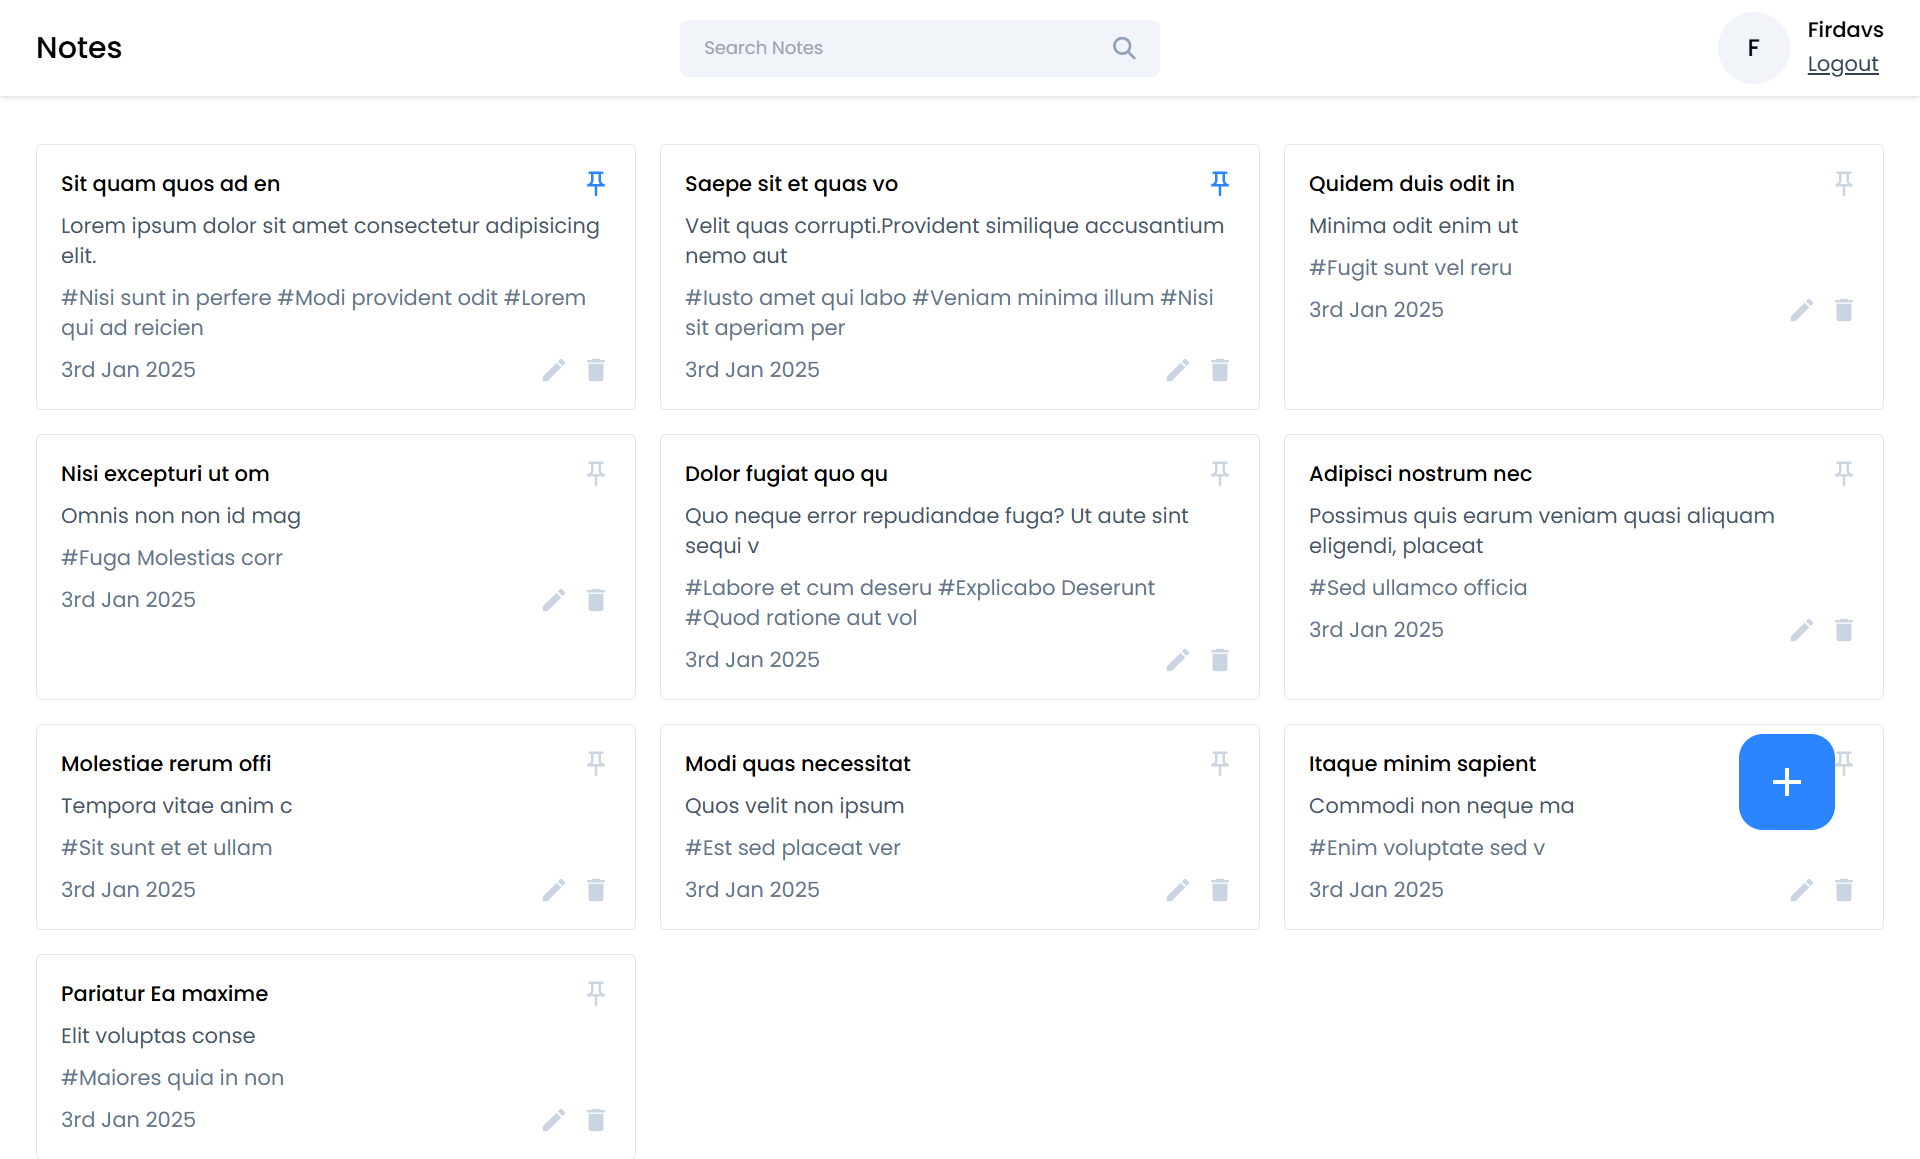 Notes
Search Notes
F
Firdavs
Logout
Sit quam quos ad en
Lorem ipsum dolor sit amet consectetur adipisicing
elit.
#Nisi sunt in perfere #Modi provident odit #Lorem
qui ad reicien
3rd Jan 2025
Saepe sit et quas vo
Velit quas corrupti.Provident similique accusantium
nemo aut
#Iusto amet qui labo #Veniam minima illum #Nisi
sit aperiam per
3rd Jan 2025
Quidem duis odit in
Minima odit enim ut
#Fugit sunt vel reru
3rd Jan 2025
Nisi excepturi ut om
Omnis non non id mag
#Fuga Molestias corr
3rd Jan 2025
Dolor fugiat quo qu
Quo neque error repudiandae fuga? Ut aute sint
sequi v
#Labore et cum deseru #Explicabo Deserunt
#Quod ratione aut vol
3rd Jan 2025
Adipisci nostrum nec
Possimus quis earum veniam quasi aliquam
eligendi, placeat
#Sed ullamco officia
3rd Jan 2025
Molestiae rerum offi
Tempora vitae anim c
#Sit sunt et et ullam
3rd Jan 2025
Modi quas necessitat
Quos velit non ipsum
#Est sed placeat ver
3rd Jan 2025
Itaque minim sapient
Commodi non neque ma
#Enim voluptate sed v
3rd Jan 2025
Pariatur Ea maxime
Elit voluptas conse
#Maiores quia in non
3rd Jan 2025